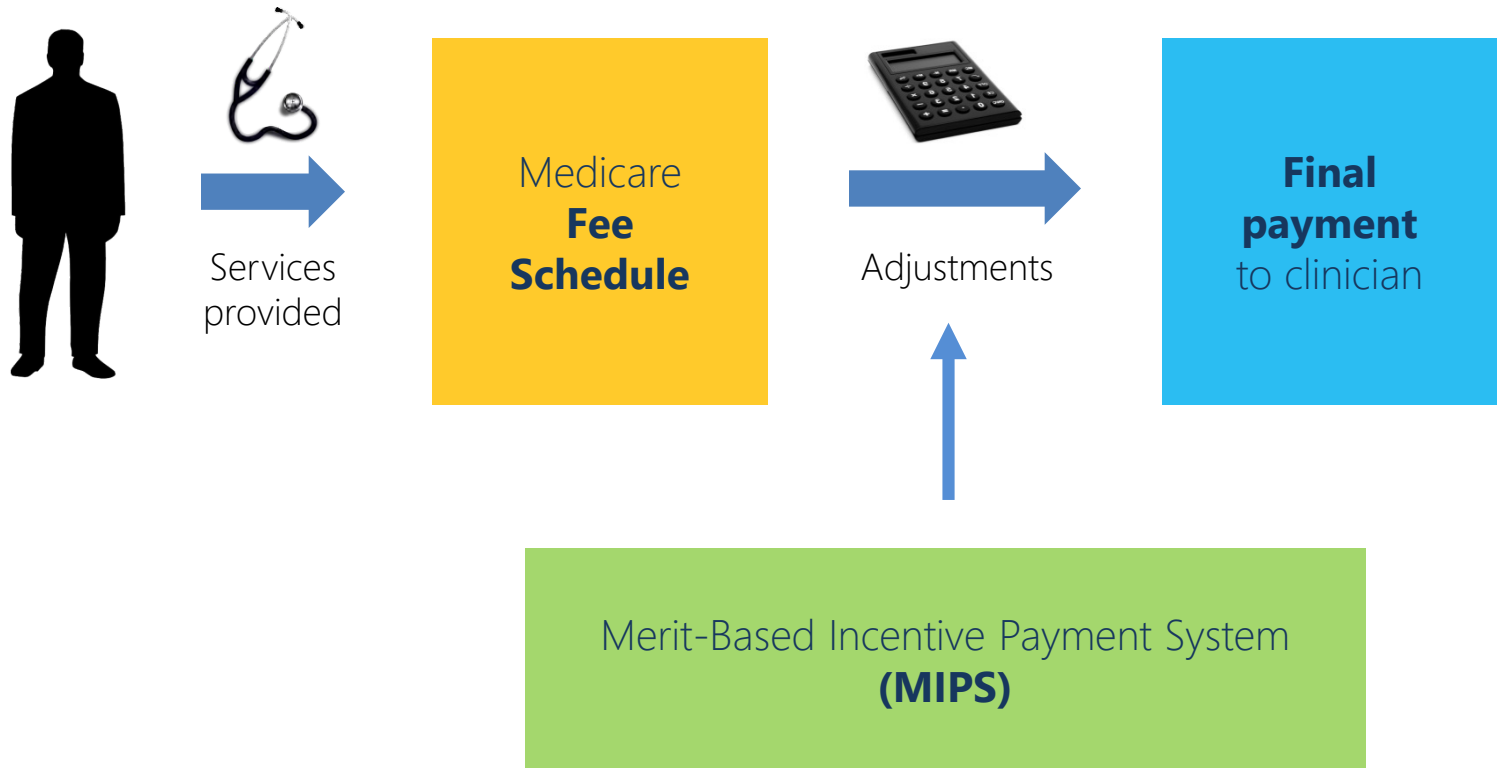 Services
provided
Medicare
Fee
Schedule
Adjustments
Final
payment
to clinician
Merit-Based Incentive Payment System
(MIPS)